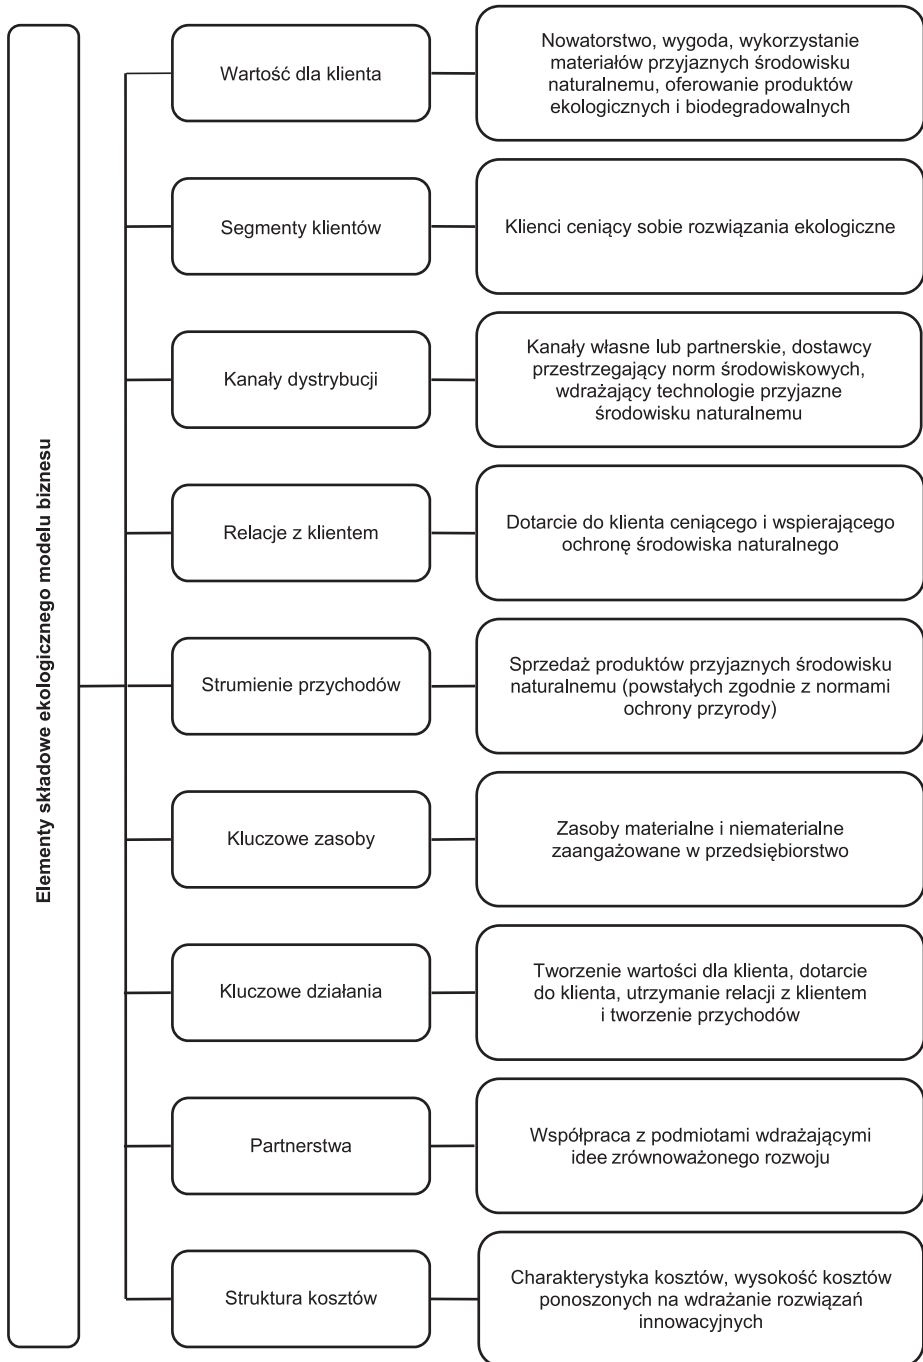 Elementy składowe ekologicznego modelu biznesu
Wartość dla klienta
Nowatorstwo, wygoda, wykorzystanie
materiałów przyjaznych środowisku
naturalnemu, oferowanie produktów
ekologicznych i biodegradowalnych
Segmenty klientów
Klienci ceniący sobie rozwiązania ekologiczne
Kanały dystrybucji
Kanały własne lub partnerskie, dostawcy
przestrzegający norm środowiskowych,
wdrażający technologie przyjazne
środowisku naturalnemu
Relacje z klientem
Dotarcie do klienta ceniącego i wspierającego
ochronę środowiska naturalnego
Strumienie przychodów
Sprzedaż produktów przyjaznych środowisku
naturalnemu (powstałych zgodnie z normami
ochrony przyrody)
Kluczowe zasoby
Zasoby materialne i niematerialne
zaangażowane w przedsiębiorstwo
Kluczowe działania
Tworzenie wartości dla klienta, dotarcie
do klienta, utrzymanie relacji z klientem
i tworzenie przychodów
Partnerstwa
Współpraca z podmiotami wdrażającymi
idee zrównoważonego rozwoju
Struktura kosztów
Charakterystyka kosztów, wysokość kosztów
ponoszonych na wdrażanie rozwiązań
innowacyjnych